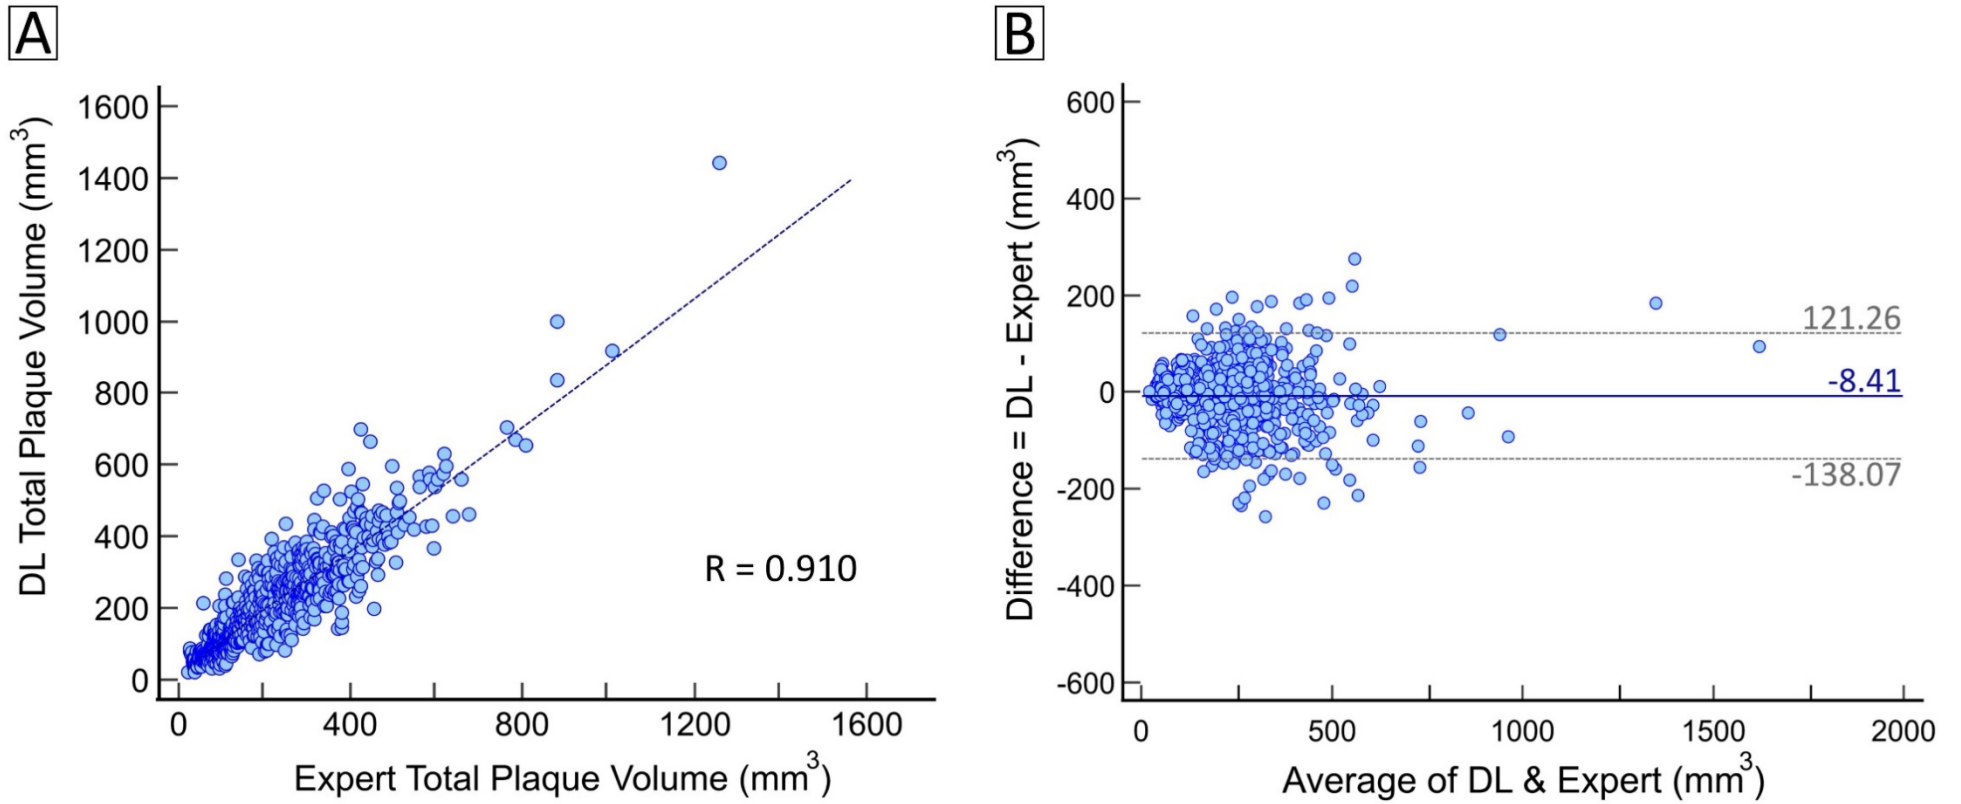 A
1600
1400
1200
1000
800
600
400
200
0
DL Total Plaque Volume (mm³)
R = 0.910
0 400 800 1200 1600
Expert Total Plaque Volume (mm³)
B
600
400
200
0
-200
-400
-600
Difference = DL - Expert (mm³)
121.26
-8.41
-138.07
0 500 1000 1500 2000
Average of DL & Expert (mm³)